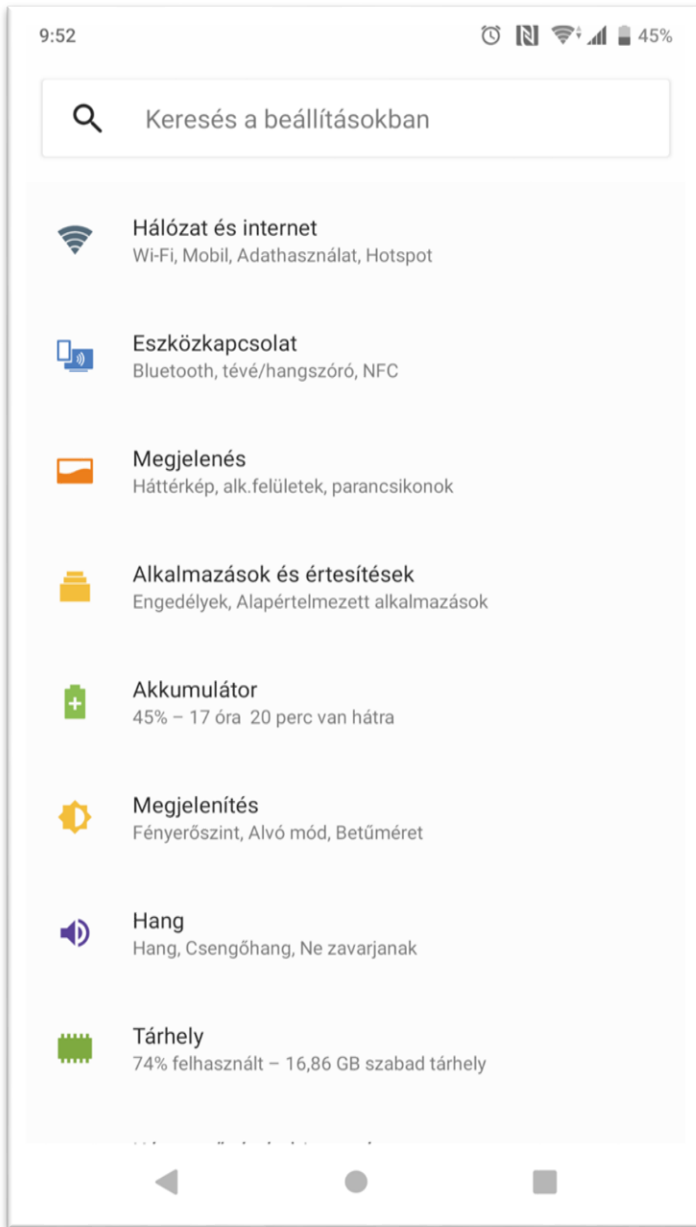 9:52
45%
Keresés a beállításokban
Hálózat és internet
Wi-Fi, Mobil, Adathasználat, Hotspot
Eszközkapcsolat
Bluetooth, tévé/hangszóró, NFC
Megjelenés
Háttérkép, alk.felületek, parancsikonok
Alkalmazások és értesítések
Engedélyek, Alapértelmezett alkalmazások
Akkumulátor
45% – 17 óra  20 perc van hátra
Megjelenítés
Fényerőszint, Alvó mód, Betűméret
Hang
Hang, Csengőhang, Ne zavarjanak
Tárhely
74% felhasznált – 16,86 GB szabad tárhely